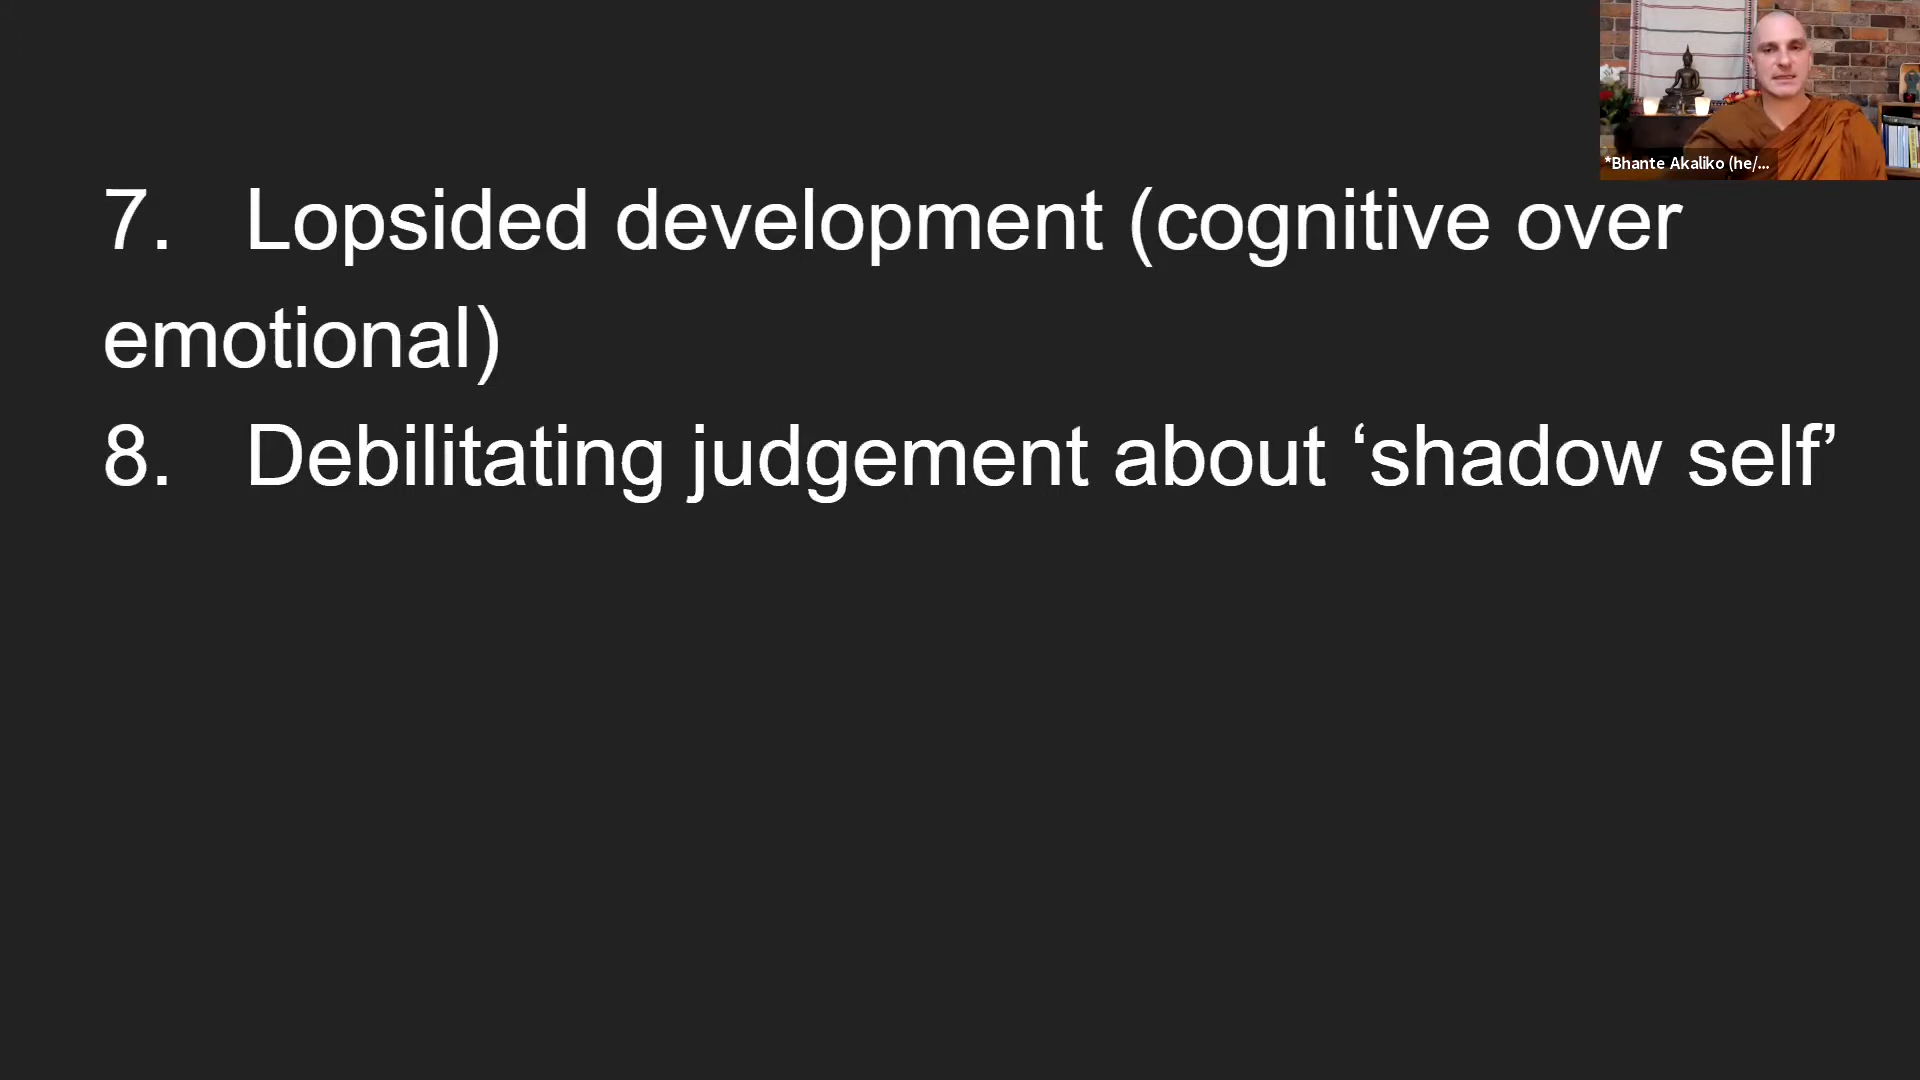 *Bhante Akaliko (he/...
7. Lopsided development (cognitive over
emotional)
8. Debilitating judgement about ‘shadow self’